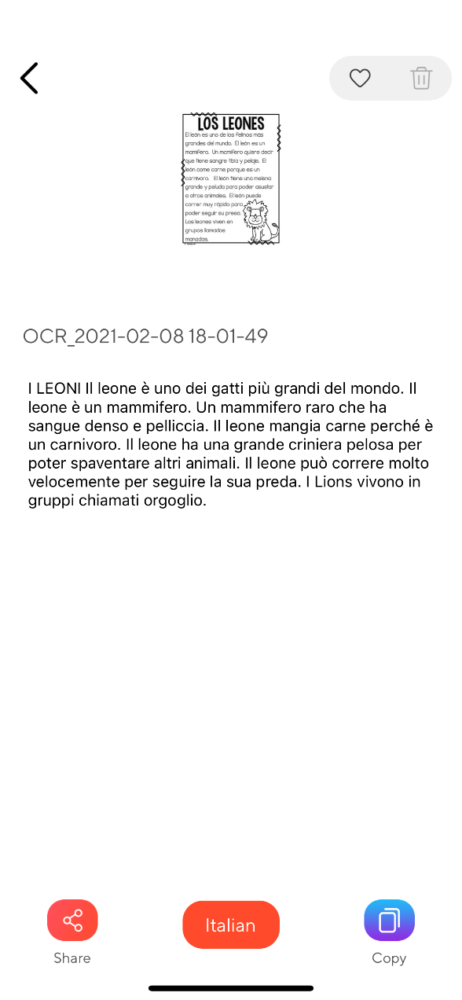 LOS LEONES
El león es uno de los felinos más
grandes del mundo. El león es un
mamífero. Un mamífero quiere decir
que tiene sangre tibia y pelaje. El
león come carne porque es un
carnívoro. El león tiene una melena
grande y peluda para poder asustar
a otros animales. El león puede
correr muy rápido para
poder seguir su presa.
Los leones viven en
grupos llamados
manadas.
OCR_2021-02-08 18-01-49
I LEONI Il leone è uno dei gatti più grandi del mondo. Il
leone è un mammifero. Un mammifero raro che ha
sangue denso e pelliccia. Il leone mangia carne perché è
un carnivoro. Il leone ha una grande criniera pelosa per
poter spaventare altri animali. Il leone può correre molto
velocemente per seguire la sua preda. I Lions vivono in
gruppi chiamati orgoglio.
Italian
Share
Copy